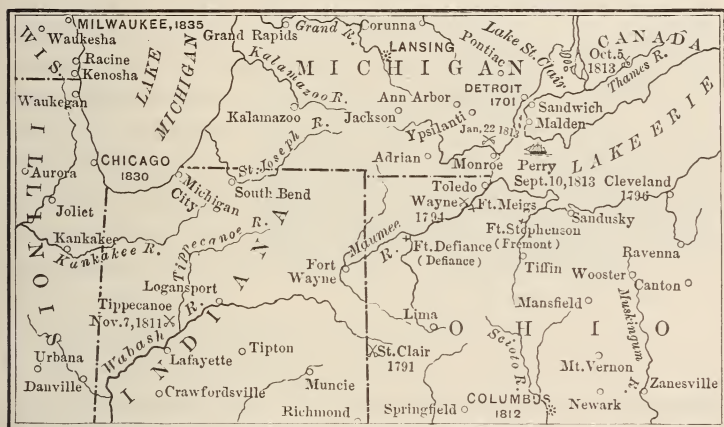 MILWAUKEE, 1835
WIS.
Waukesha
Racine
Kenosha
Waukegan
LAKE
MICHIGAN
Grand Rapids
Grand R.
Corunna
LANSING
MICHIGAN
Kalamazoo R.
Kalamazoo
Jackson
Ann Arbor
Ypsilanti
Pontiac
Lake St. Clair
DETROIT
1701
CANADA
Oct. 5
1813
Thames R.
Sandwich
Malden
Jan, 22 1813
Adrian
Monroe
Perry
Sept. 10, 1813
LAKE ERIE
Cleveland
1796
CHICAGO
1830
Aurora
Joliet
Kankakee
Kankakee R.
ILLINOIS
Michigan
City
St. Joseph
R.
South Bend
Tippecanoe R.
Toledo
Wayne
1794
Ft. Meigs
Sandusky
Ft. Stephenson
(Fremont)
Maumee
R.
Ft. Defiance
(Defiance)
Tiffin
Ravenna
Wooster
Canton
Fort
Wayne
Logansport
Tippecanoe
Nov. 7, 1811
INDIANA
Wabash
R.
Lima
Mansfield
Muskingum
R.
OHIO
Urbana
Danville
Lafayette
Tipton
St. Clair
1791
Scioto R.
Mt. Vernon
Crawfordsville
Muncie
Richmond
Springfield
COLUMBUS
1812
Newark
Zanesville